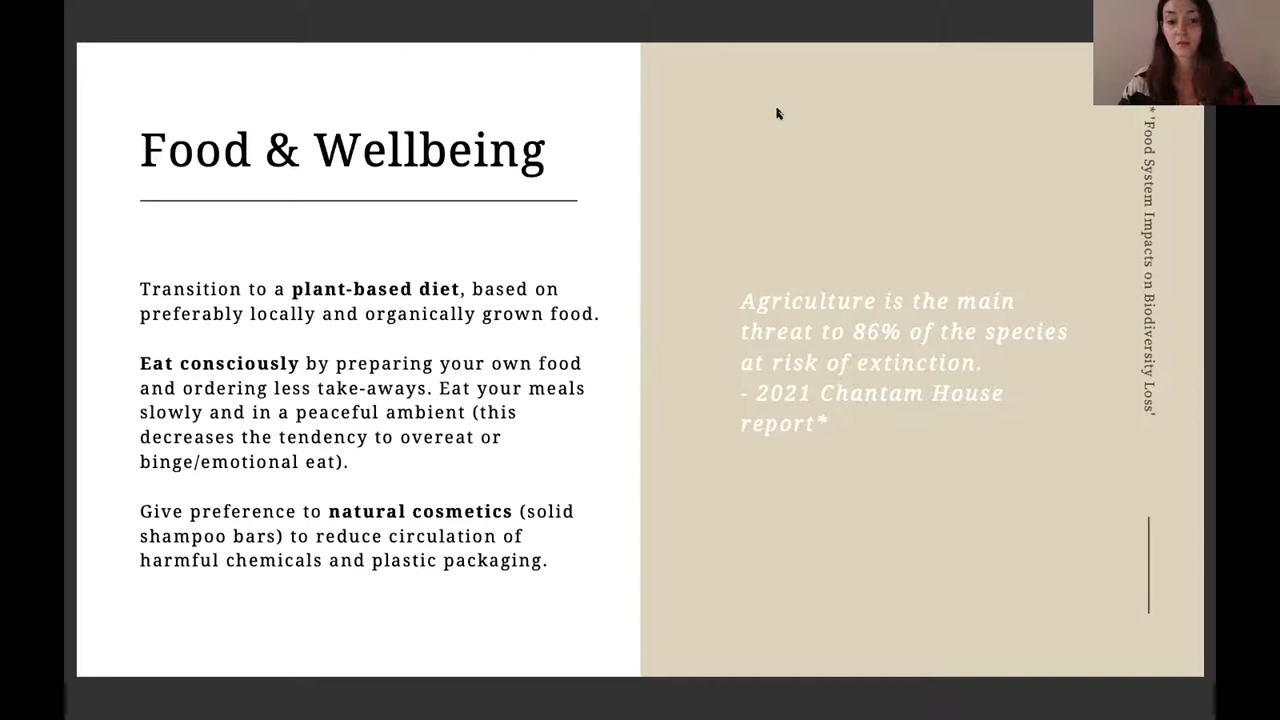 Food & Wellbeing
Transition to a plant-based diet, based on
preferably locally and organically grown food.
Eat consciously by preparing your own food
and ordering less take-aways. Eat your meals
slowly and in a peaceful ambient (this
decreases the tendency to overeat or
binge/emotional eat).
Give preference to natural cosmetics (solid
shampoo bars) to reduce circulation of
harmful chemicals and plastic packaging.
Agriculture is the main
threat to 86% of the species
at risk of extinction.
- 2021 Chantam House
report*
* 'Food System Impacts on Biodiversity Loss'